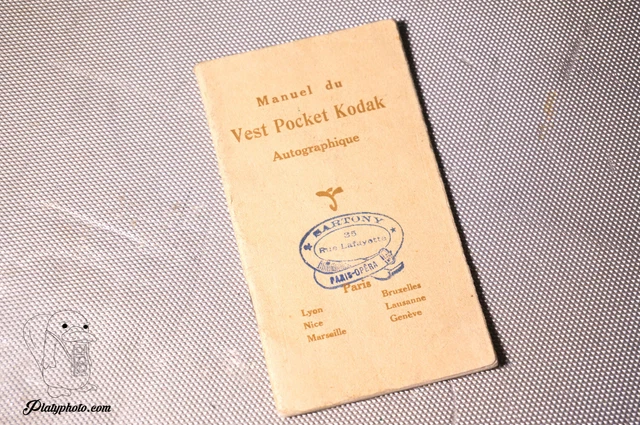 Manuel du
Vest Pocket Kodak
Autographique
SARTONY
35
Rue Lafayette
PARIS-OPÉRA
Paris
Lyon
Nice
Marseille
Bruxelles
Lausanne
Genève
Platyphoto.com